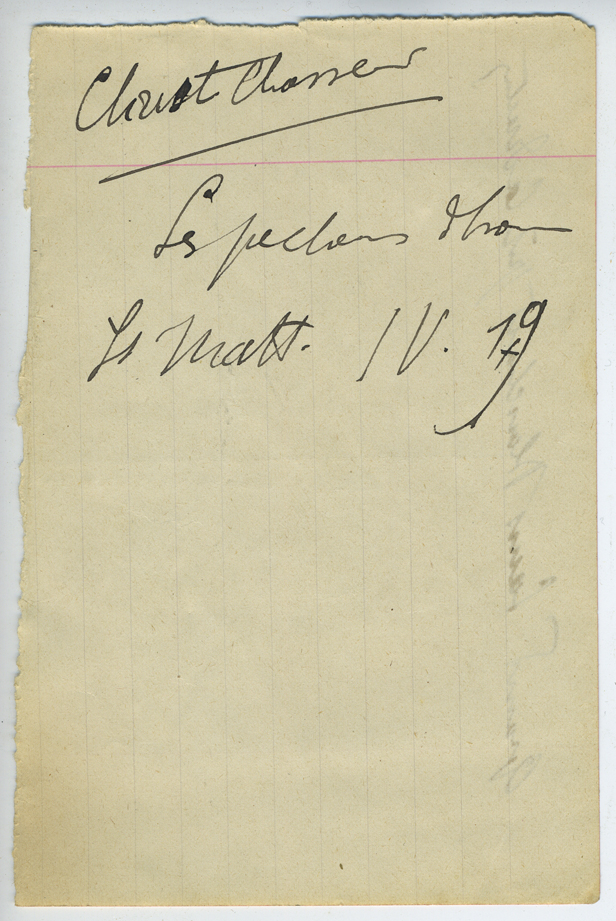 Christ Chasseur
Les pecheurs d'hom
St Matt. IV. 19